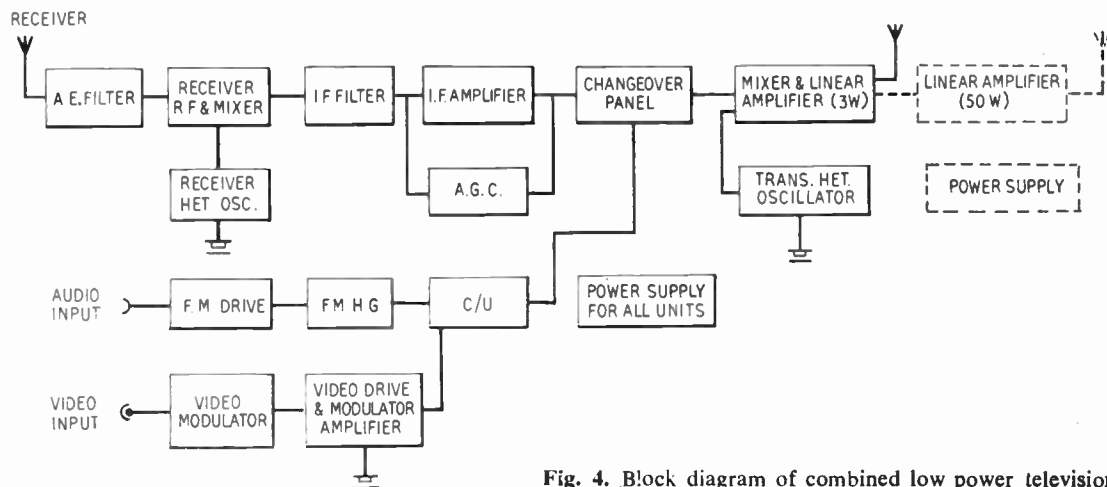 RECEIVER
A E. FILTER
RECEIVER
R F & MIXER
I F FILTER
I.F. AMPLIFIER
CHANGEOVER
PANEL
MIXER & LINEAR
AMPLIFIER (3W)
LINEAR AMPLIFIER
(50 W)
RECEIVER
HET OSC.
A.G.C.
TRANS. HET.
OSCILLATOR
POWER SUPPLY
AUDIO
INPUT
F. M DRIVE
F M H G
C/U
POWER SUPPLY
FOR ALL UNITS
VIDEO
INPUT
VIDEO
MODULATOR
VIDEO DRIVE
& MODULATOR
AMPLIFIER
Fig. 4. Block diagram of combined low power television